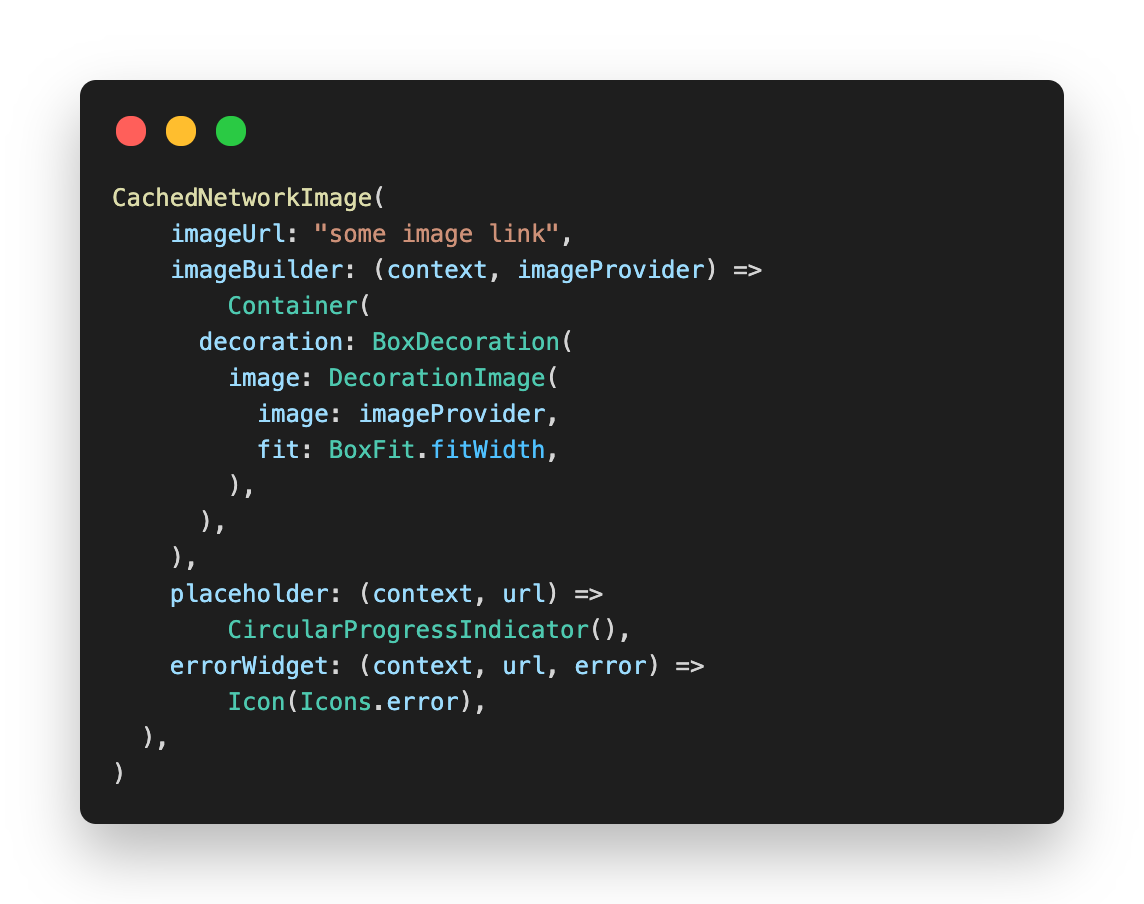 CachedNetworkImage(
    imageUrl: "some image link",
    imageBuilder: (context, imageProvider) =>
        Container(
      decoration: BoxDecoration(
        image: DecorationImage(
          image: imageProvider,
          fit: BoxFit.fitWidth,
        ),
      ),
    ),
    placeholder: (context, url) =>
        CircularProgressIndicator(),
    errorWidget: (context, url, error) =>
        Icon(Icons.error),
  ),
)